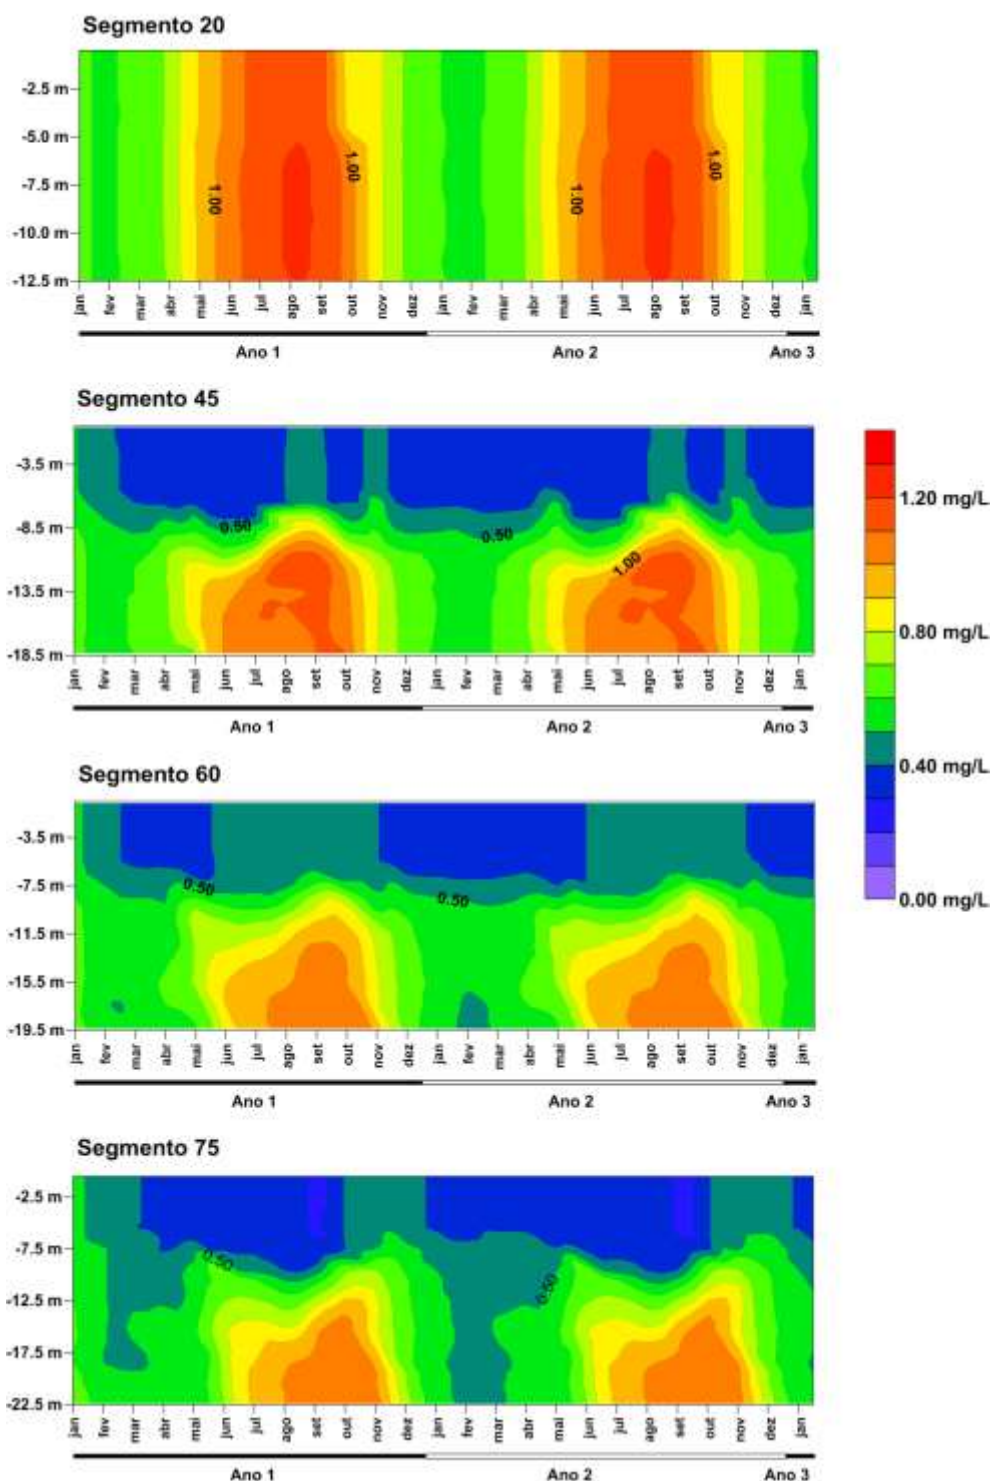 Segmento 20
-2.5 m
-5.0 m
-7.5 m
-10.0 m
-12.5 m
1.00 1.00 1.00 1.00
jan fev mar abr mai jun jul ago set out nov dez jan fev mar abr mai jun jul ago set out nov dez jan
Ano 1 Ano 2 Ano 3
Segmento 45
-3.5 m
-8.5 m
-13.5 m
-18.5 m
0.50 0.50 1.00
jan fev mar abr mai jun jul ago set out nov dez jan fev mar abr mai jun jul ago set out nov dez jan
Ano 1 Ano 2 Ano 3
1.20 mg/L
0.80 mg/L
0.40 mg/L
0.00 mg/L
Segmento 60
-3.5 m
-7.5 m
-11.5 m
-15.5 m
-19.5 m
0.50 0.50
jan fev mar abr mai jun jul ago set out nov dez jan fev mar abr mai jun jul ago set out nov dez jan
Ano 1 Ano 2 Ano 3
Segmento 75
-2.5 m
-7.5 m
-12.5 m
-17.5 m
-22.5 m
0.50 0.50
jan fev mar abr mai jun jul ago set out nov dez jan fev mar abr mai jun jul ago set out nov dez jan
Ano 1 Ano 2 Ano 3